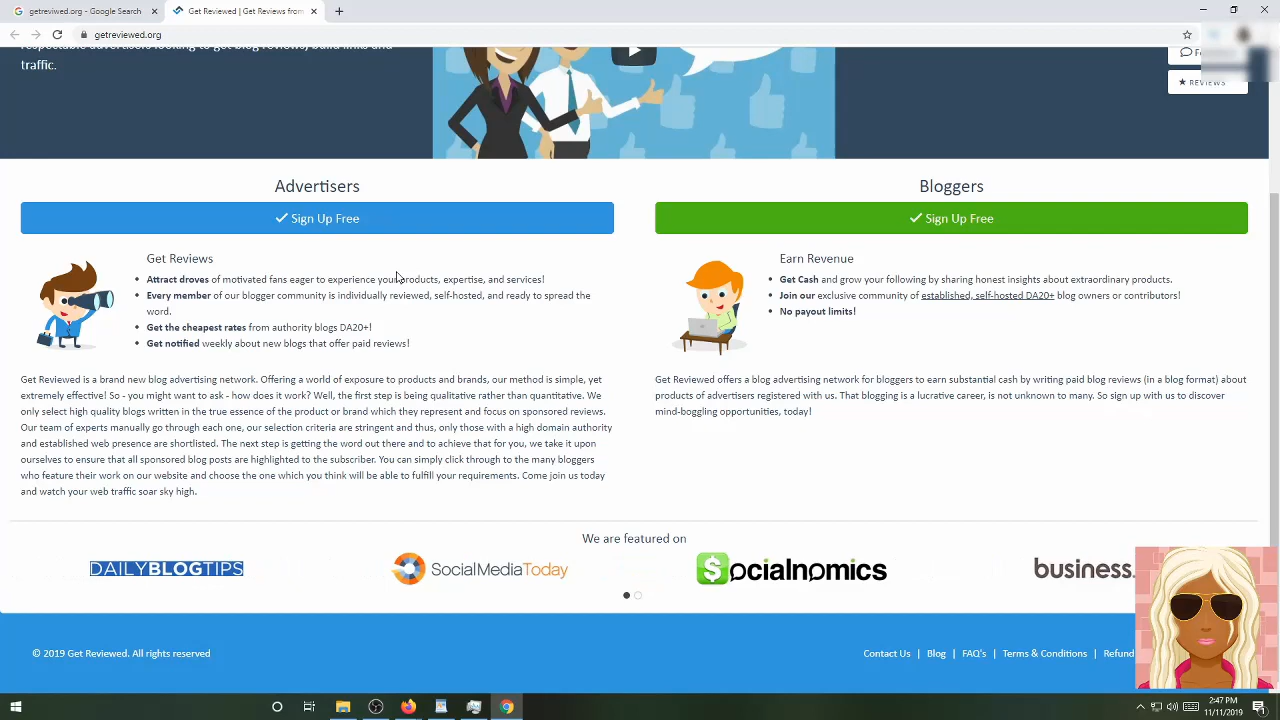 getreviwed.org - Google Search
Get Reviewed | Get Reviews from
getreviewed.org
traffic.
REVIEWS
Advertisers
Sign Up Free
Get Reviews
Attract droves of motivated fans eager to experience your products, expertise, and services!
Every member of our blogger community is individually reviewed, self-hosted, and ready to spread the
word.
Get the cheapest rates from authority blogs DA20+!
Get notified weekly about new blogs that offer paid reviews!
Get Reviewed is a brand new blog advertising network. Offering a world of exposure to products and brands, our method is simple, yet
extremely effective! So - you might want to ask - how does it work? Well, the first step is being qualitative rather than quantitative. We
only select high quality blogs written in the true essence of the product or brand which they represent and focus on sponsored reviews.
Our team of experts manually go through each one, our selection criteria are stringent and thus, only those with a high domain authority
and established web presence are shortlisted. The next step is getting the word out there and to achieve that for you, we take it upon
ourselves to ensure that all sponsored blog posts are highlighted to the subscriber. You can simply click through to the many bloggers
who feature their work on our website and choose the one which you think will be able to fulfill your requirements. Come join us today
and watch your web traffic soar sky high.
Bloggers
Sign Up Free
Earn Revenue
Get Cash and grow your following by sharing honest insights about extraordinary products.
Join our exclusive community of established, self-hosted DA20+ blog owners or contributors!
No payout limits!
Get Reviewed offers a blog advertising network for bloggers to earn substantial cash by writing paid blog reviews (in a blog format) about
products of advertisers registered with us. That blogging is a lucrative career, is not unknown to many. So sign up with us to discover
mind-boggling opportunities, today!
We are featured on
DAILYBLOGTIPS
SocialMediaToday
$ocialnomics
business.
© 2019 Get Reviewed. All rights reserved
Contact Us | Blog | FAQ's | Terms & Conditions | Refund
2:47 PM
11/11/2019